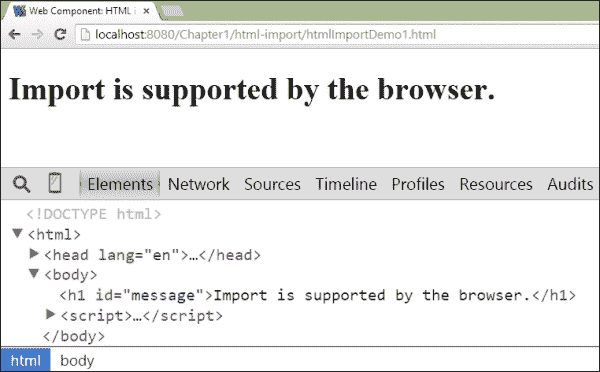 Web Component: HTML i
localhost:8080/Chapter1/html-import/htmlImportDemo1.html
Import is supported by the browser.
Elements Network Sources Timeline Profiles Resources Audits
<!DOCTYPE html>
▼<html>
▶<head lang="en">…</head>
▼<body>
<h1 id="message">Import is supported by the browser.</h1>
▶<script>…</script>
</body>
html body